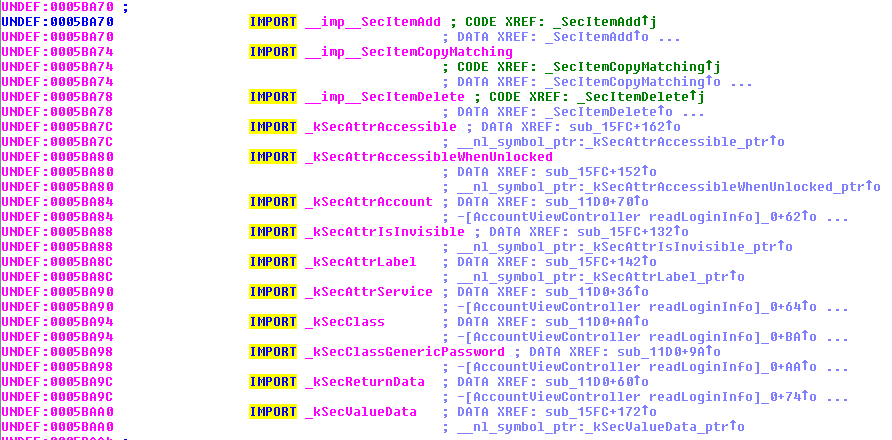 UNDEF:0005BA70 ;
UNDEF:0005BA70 IMPORT __imp__SecItemAdd ; CODE XREF: _SecItemAdd↑j
UNDEF:0005BA70 ; DATA XREF: _SecItemAdd↑o ...
UNDEF:0005BA74 IMPORT __imp__SecItemCopyMatching
UNDEF:0005BA74 ; CODE XREF: _SecItemCopyMatching↑j
UNDEF:0005BA74 ; DATA XREF: _SecItemCopyMatching↑o ...
UNDEF:0005BA78 IMPORT __imp__SecItemDelete ; CODE XREF: _SecItemDelete↑j
UNDEF:0005BA78 ; DATA XREF: _SecItemDelete↑o ...
UNDEF:0005BA7C IMPORT _kSecAttrAccessible ; DATA XREF: sub_15FC+162↑o
UNDEF:0005BA7C ; __nl_symbol_ptr:_kSecAttrAccessible_ptr↑o
UNDEF:0005BA80 IMPORT _kSecAttrAccessibleWhenUnlocked
UNDEF:0005BA80 ; DATA XREF: sub_15FC+152↑o
UNDEF:0005BA80 ; __nl_symbol_ptr:_kSecAttrAccessibleWhenUnlocked_ptr↑o
UNDEF:0005BA84 IMPORT _kSecAttrAccount ; DATA XREF: sub_11D0+70↑o
UNDEF:0005BA84 ; -[AccountViewController readLoginInfo]_0+62↑o ...
UNDEF:0005BA88 IMPORT _kSecAttrIsInvisible ; DATA XREF: sub_15FC+132↑o
UNDEF:0005BA88 ; __nl_symbol_ptr:_kSecAttrIsInvisible_ptr↑o
UNDEF:0005BA8C IMPORT _kSecAttrLabel ; DATA XREF: sub_15FC+142↑o
UNDEF:0005BA8C ; __nl_symbol_ptr:_kSecAttrLabel_ptr↑o
UNDEF:0005BA90 IMPORT _kSecAttrService ; DATA XREF: sub_11D0+36↑o
UNDEF:0005BA90 ; -[AccountViewController readLoginInfo]_0+64↑o ...
UNDEF:0005BA94 IMPORT _kSecClass ; DATA XREF: sub_11D0+AA↑o
UNDEF:0005BA94 ; -[AccountViewController readLoginInfo]_0+BA↑o ...
UNDEF:0005BA98 IMPORT _kSecClassGenericPassword ; DATA XREF: sub_11D0+9A↑o
UNDEF:0005BA98 ; -[AccountViewController readLoginInfo]_0+AA↑o ...
UNDEF:0005BA9C IMPORT _kSecReturnData ; DATA XREF: sub_11D0+60↑o
UNDEF:0005BA9C ; -[AccountViewController readLoginInfo]_0+74↑o ...
UNDEF:0005BAA0 IMPORT _kSecValueData ; DATA XREF: sub_15FC+172↑o
UNDEF:0005BAA0 ; __nl_symbol_ptr:_kSecValueData_ptr↑o